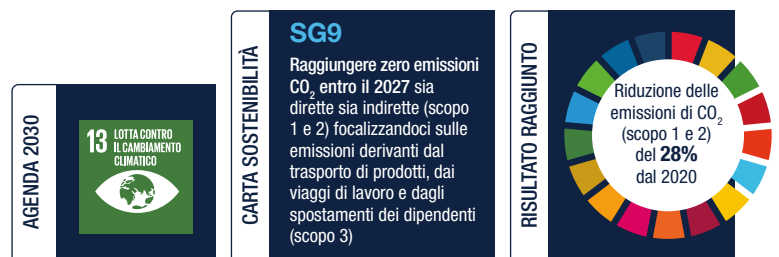 AGENDA 2030
13 LOTTA CONTRO
IL CAMBIAMENTO
CLIMATICO
CARTA SOSTENIBILITÀ
SG9
Raggiungere zero emissioni
CO₂ entro il 2027 sia
dirette sia indirette (scopo
1 e 2) focalizzandoci sulle
emissioni derivanti dal
trasporto di prodotti, dai
viaggi di lavoro e dagli
spostamenti dei dipendenti
(scopo 3)
RISULTATO RAGGIUNTO
Riduzione delle
emissioni di CO₂
(scopo 1 e 2)
del 28%
dal 2020